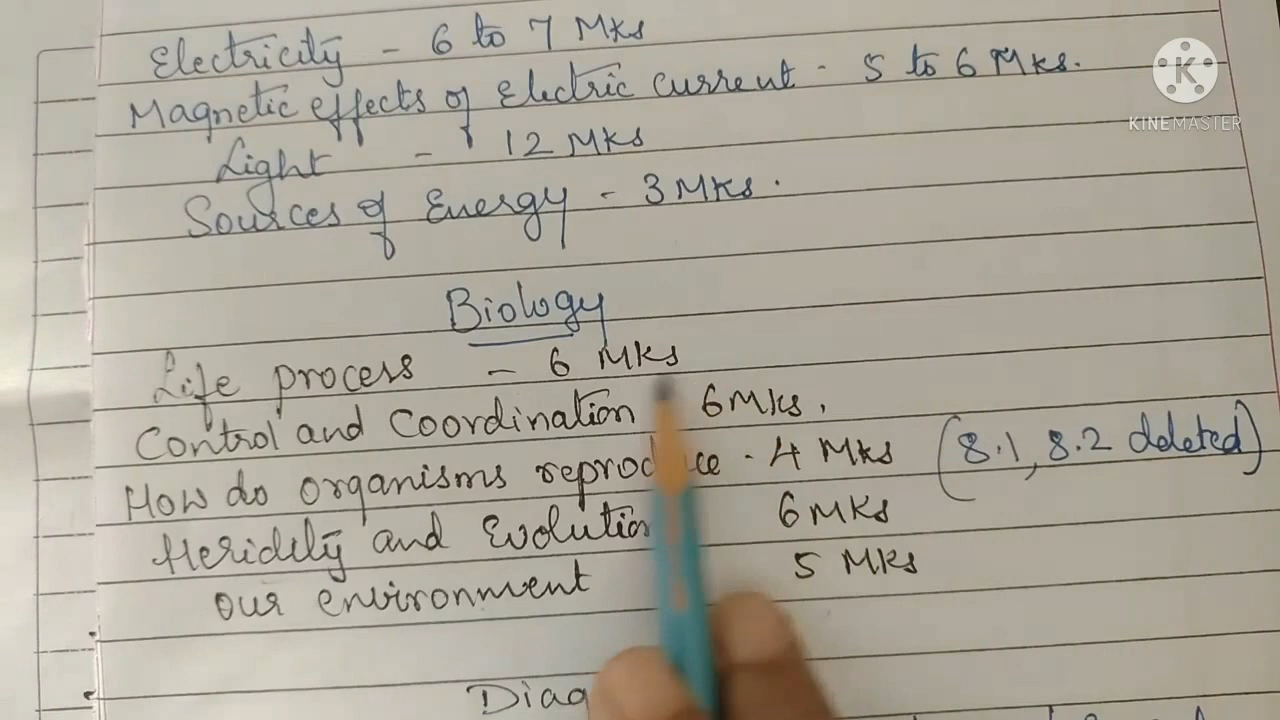 Electricity - 6 to 7 Mks
Magnetic effects of Electric current - 5 to 6 Mks.
Light - 12 Mks
Sources of Energy - 3 Mks.
K
KINEMASTER
Biology
Life process - 6 Mks
Control and Coordination 6 Mks.
How do organisms reproduce - 4 Mks (8.1, 8.2 deleted)
Heridity and Evolution 6 Mks
our environment 5 Mks